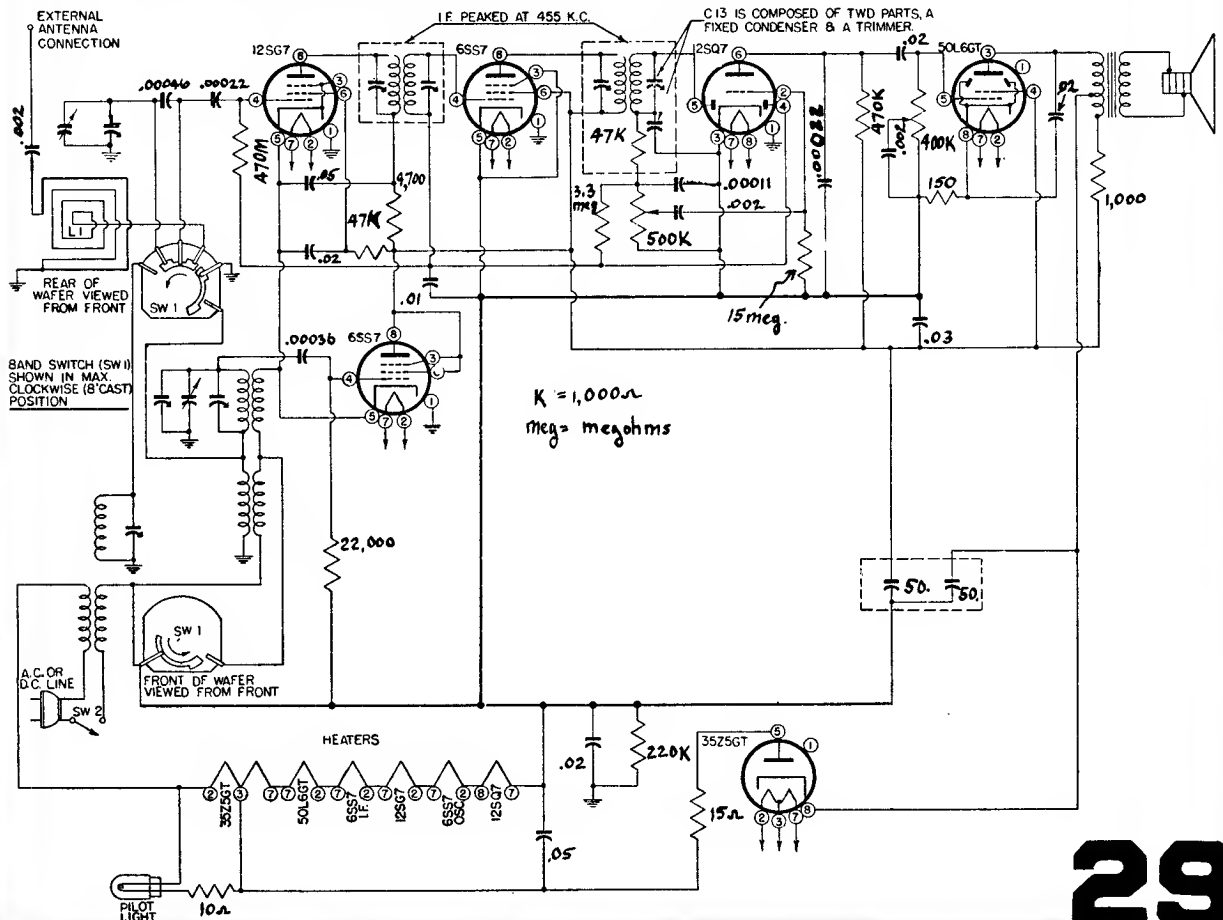 EXTERNAL
ANTENNA
CONNECTION
I.F. PEAKED AT 455 K.C.
C13 IS COMPOSED OF TWD PARTS, A
FIXED CONDENSER & A TRIMMER.
12SG7
6SS7
12SQ7
50L6GT
.002
.00046
.00022
470M
.05
4,700
47K
.02
.01
47K
3.3
meg
.00011
.002
500K
15 meg.
.00022
.02
470K
.002
400K
150
.02
1,000
.03
L1
REAR OF
WAFER VIEWED
FROM FRONT
SW 1
BAND SWITCH (SW1)
SHOWN IN MAX.
CLOCKWISE (B'CAST)
POSITION
.00036
6SS7
K = 1,000Ω
meg = megohms
22,000
50.
50.
SW 1
FRONT DF WAFER
VIEWED FROM FRONT
A.C. OR
D.C. LINE
SW 2
HEATERS
35Z5GT
50L6GT
6SS7
I.F.
12SG7
6SS7
OSC
12SQ7
.02
220K
.05
15Ω
35Z5GT
PILOT
LIGHT
10Ω
29